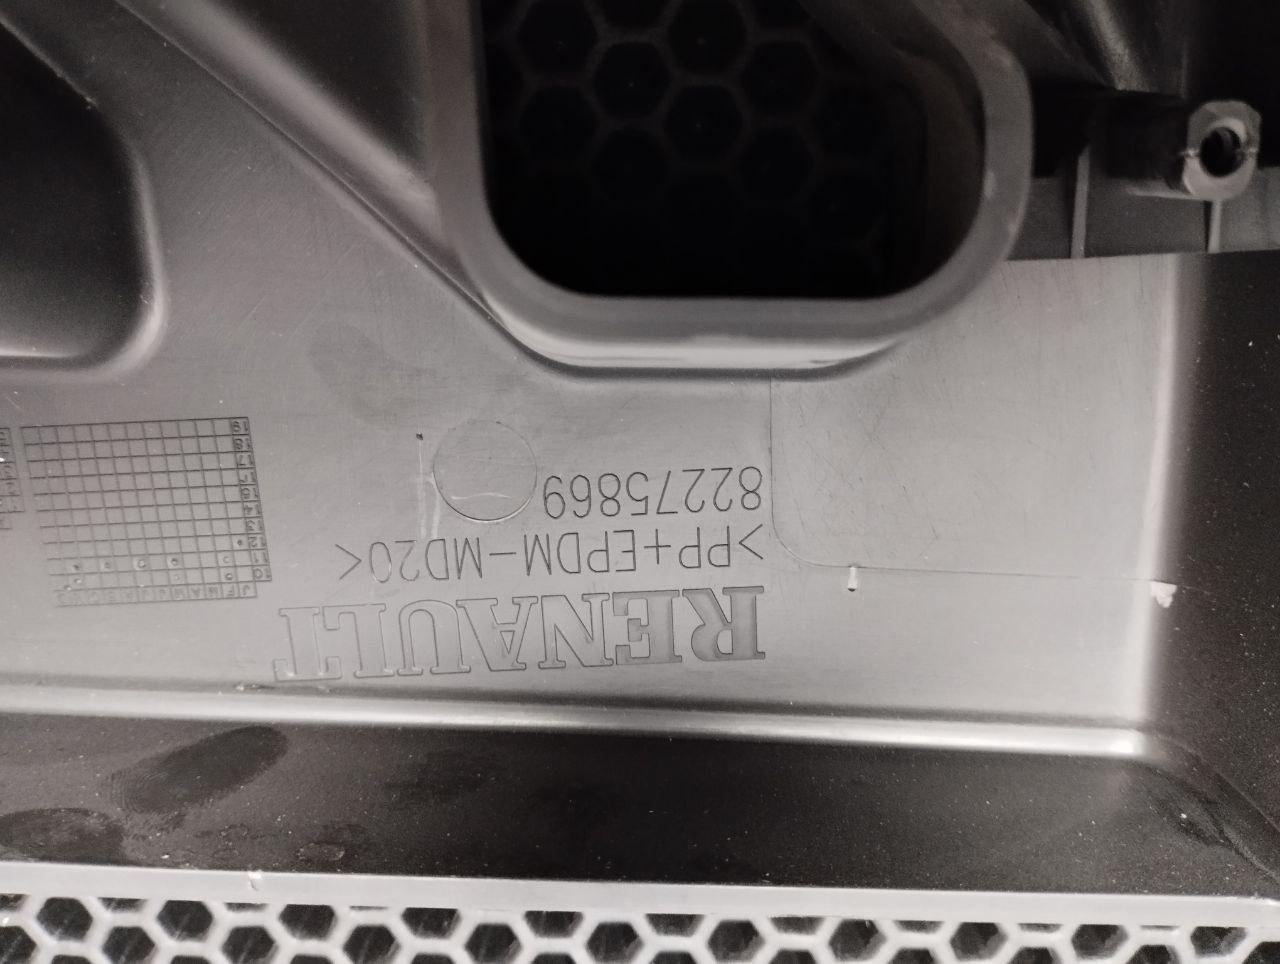 RENAULT
>PP+EPDM-MD20<
82275869